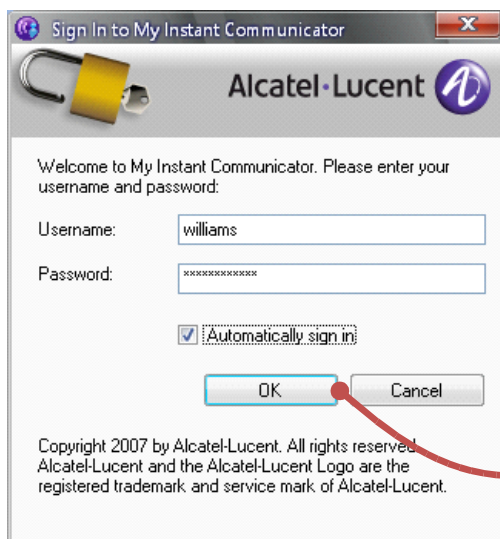 Sign In to My Instant Communicator
Alcatel·Lucent
Welcome to My Instant Communicator. Please enter your
username and password:
Username:
williams
Password:
xxxxxxxxxxxx
Automatically sign in
OK
Cancel
Copyright 2007 by Alcatel-Lucent. All rights reserved.
Alcatel-Lucent and the Alcatel-Lucent Logo are the
registered trademark and service mark of Alcatel-Lucent.